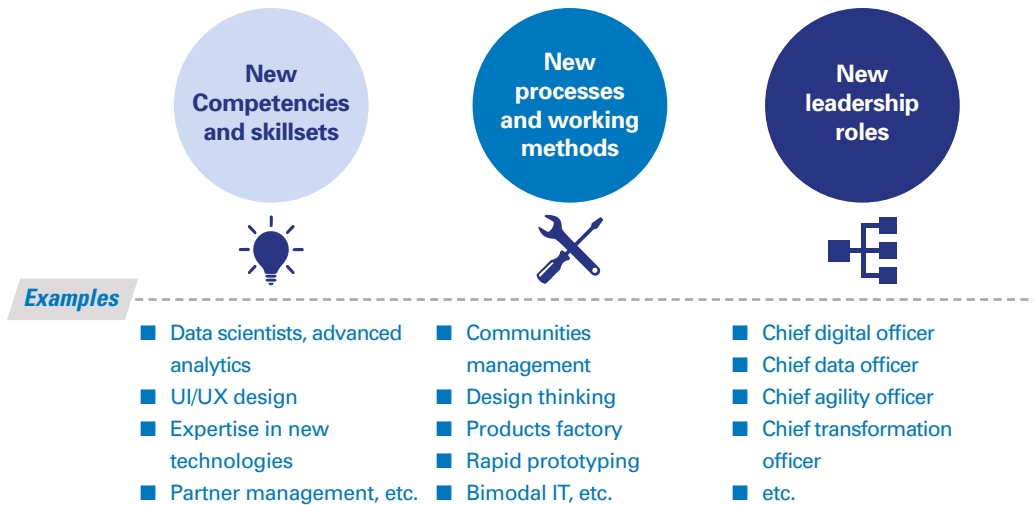 New
Competencies
and skillsets
New
processes
and working
methods
New
leadership
roles
Examples
■ Data scientists, advanced
analytics
■ UI/UX design
■ Expertise in new
technologies
■ Partner management, etc.
■ Communities
management
■ Design thinking
■ Products factory
■ Rapid prototyping
■ Bimodal IT, etc.
■ Chief digital officer
■ Chief data officer
■ Chief agility officer
■ Chief transformation
officer
■ etc.